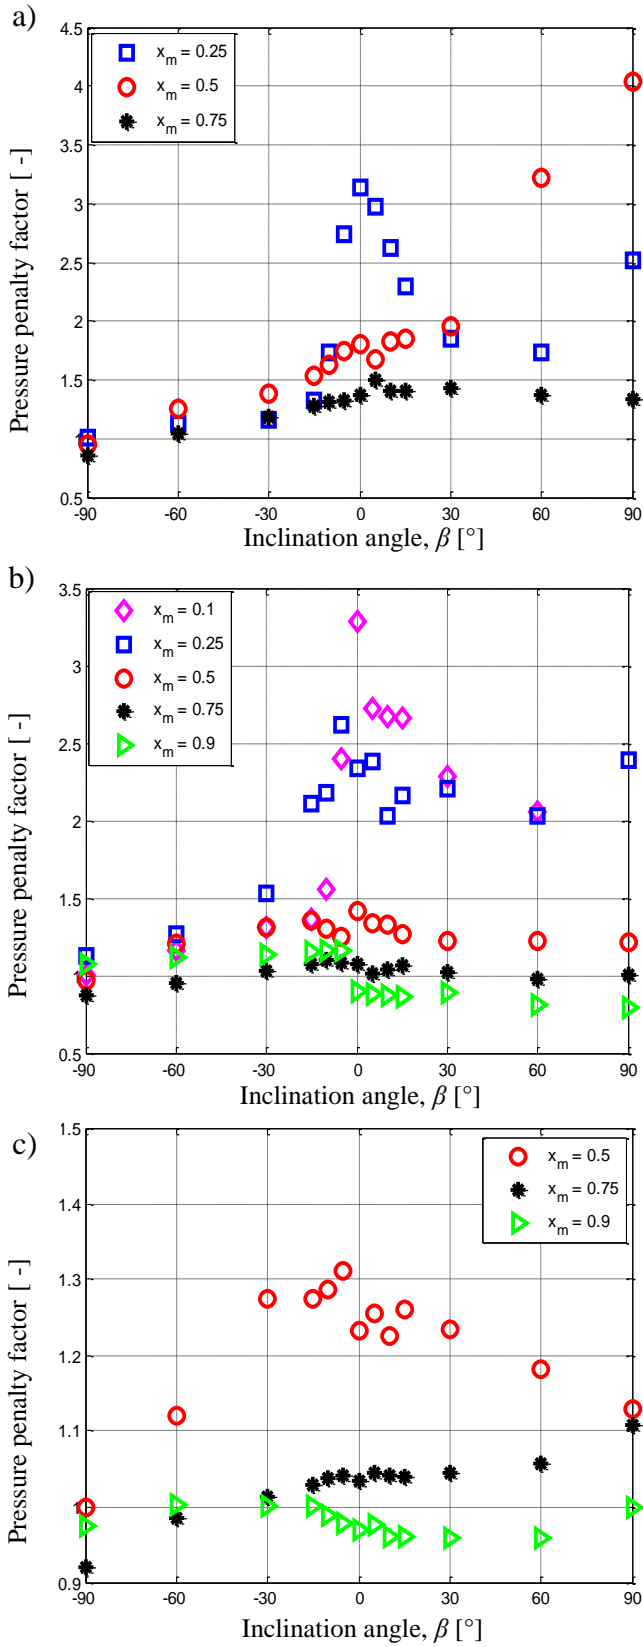 a)
x_m = 0.25
x_m = 0.5
x_m = 0.75
Pressure penalty factor [ -]
4.5
4
3.5
3
2.5
2
1.5
1
0.5
-90 -60 -30 0 30 60 90
Inclination angle, β [°]
b)
x_m = 0.1
x_m = 0.25
x_m = 0.5
x_m = 0.75
x_m = 0.9
Pressure penalty factor [ -]
3.5
3
2.5
2
1.5
1
0.5
-90 -60 -30 0 30 60 90
Inclination angle, β [°]
c)
x_m = 0.5
x_m = 0.75
x_m = 0.9
Pressure penalty factor [ -]
1.5
1.4
1.3
1.2
1.1
1
0.9
-90 -60 -30 0 30 60 90
Inclination angle, β [°]